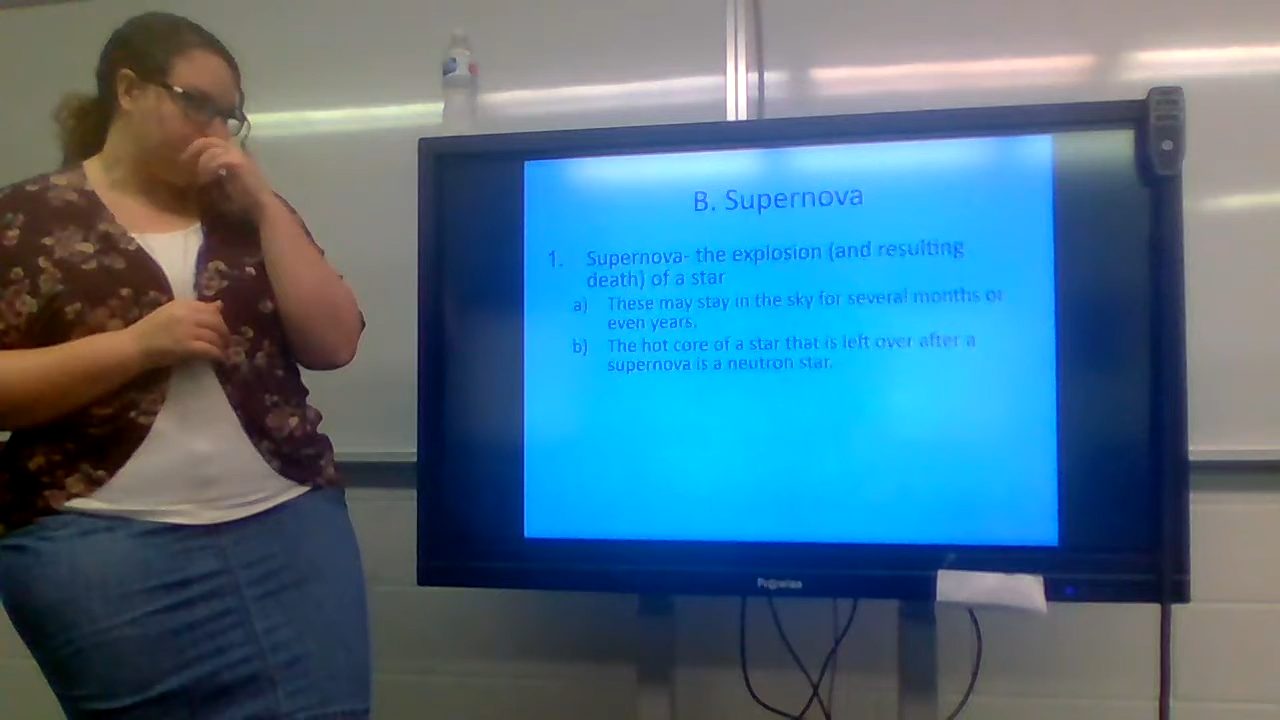 B. Supernova
1. Supernova- the explosion (and resulting
death) of a star
a) These may stay in the sky for several months or
even years.
b) The hot core of a star that is left over after a
supernova is a neutron star.